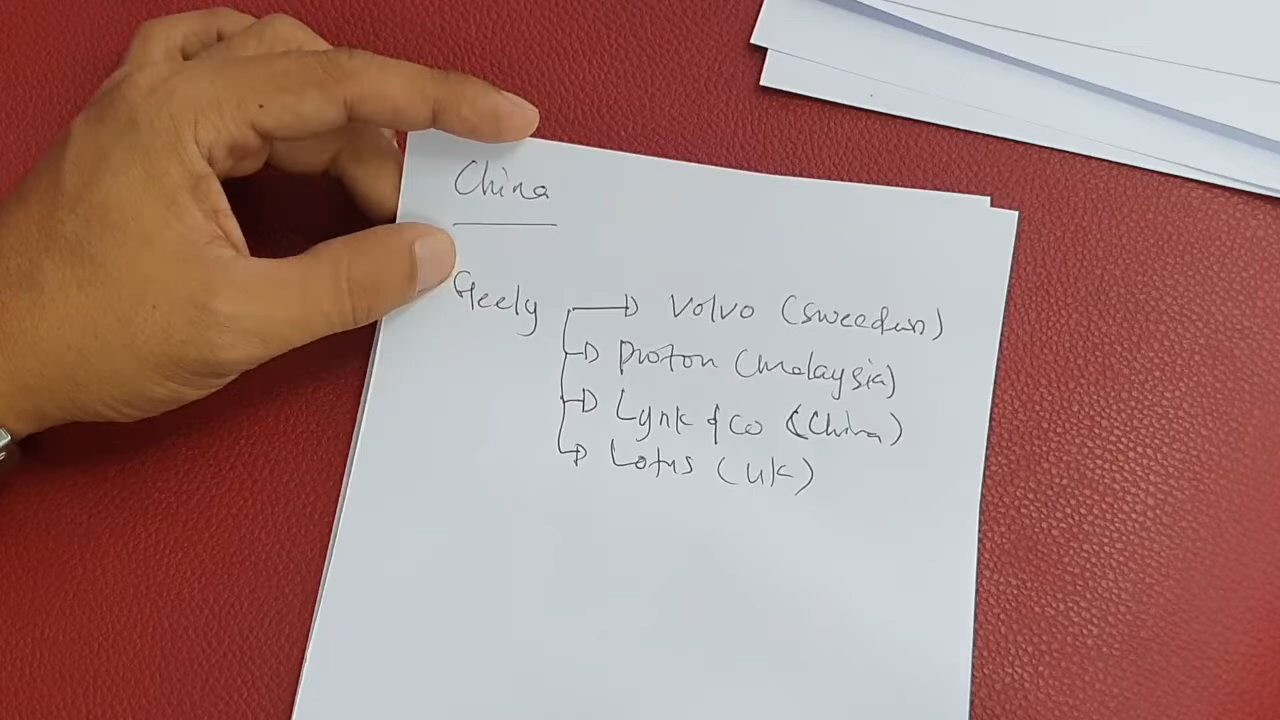 China
Geely → Volvo (Sweeden)
→ Proton (Malaysia)
→ Lynk & Co (China)
→ Lotus (UK)